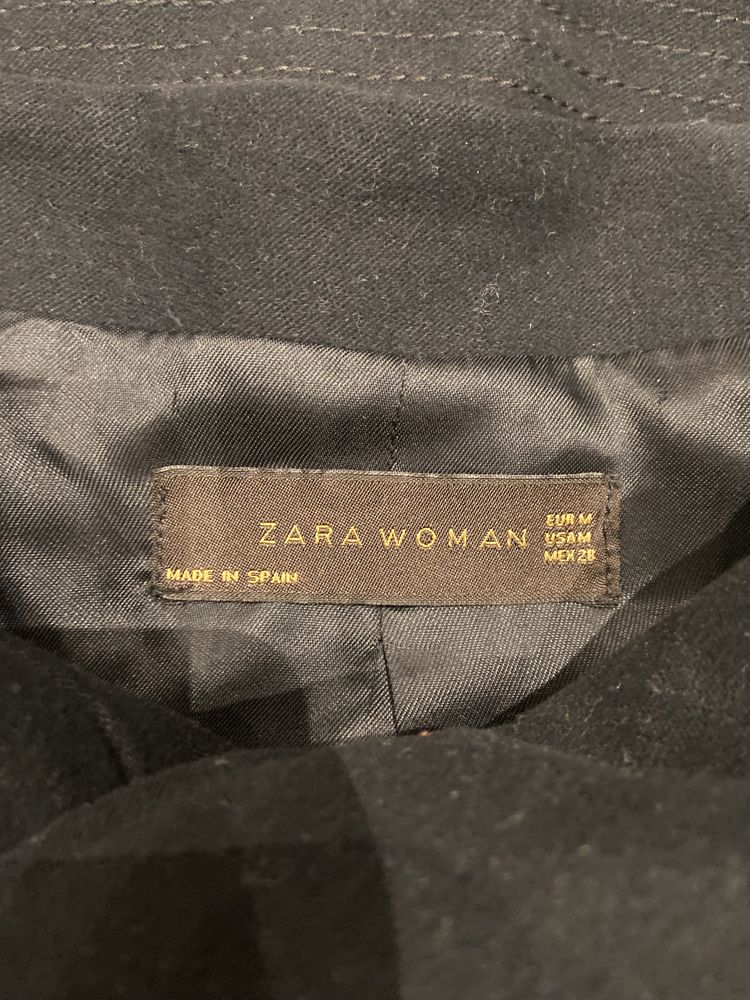 ZARA WOMAN
EUR M
USA M
MEX 28
MADE IN SPAIN